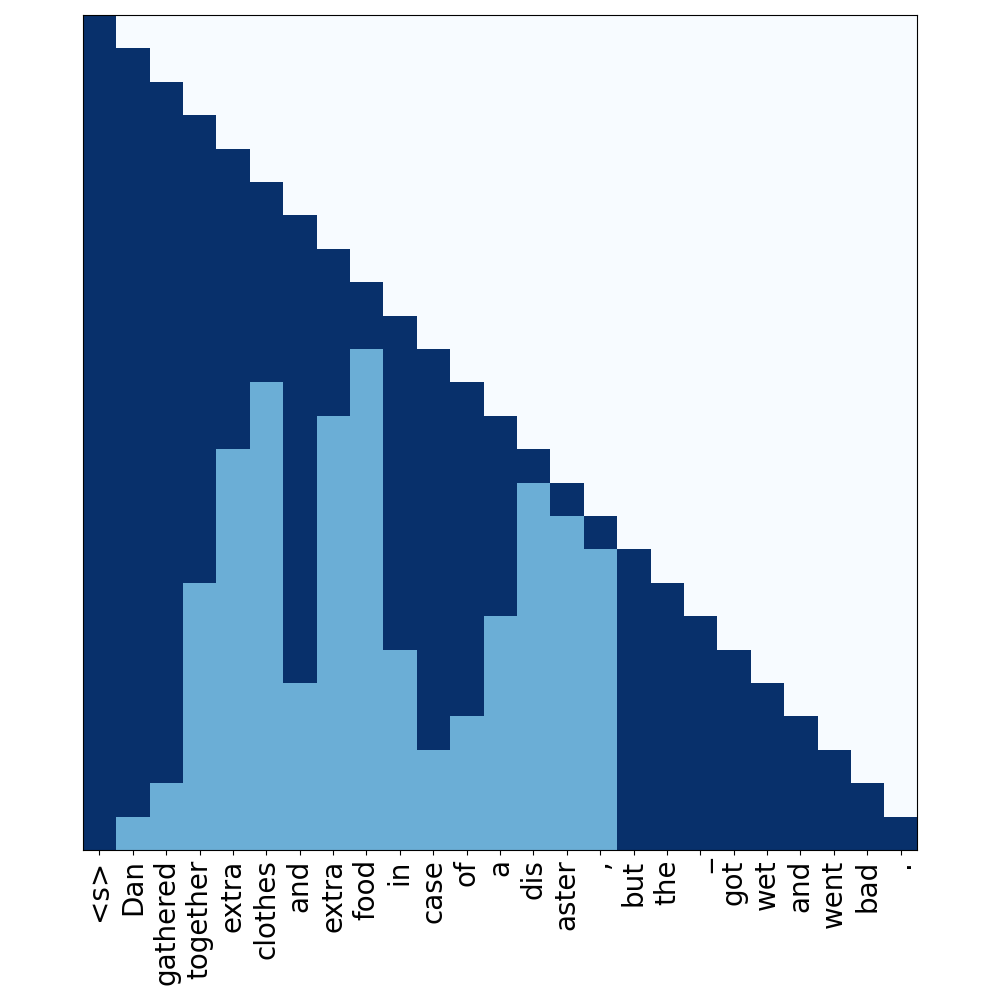 <s> Dan gathered together extra clothes and extra food in case of a dis aster , but the _ got wet and went bad .